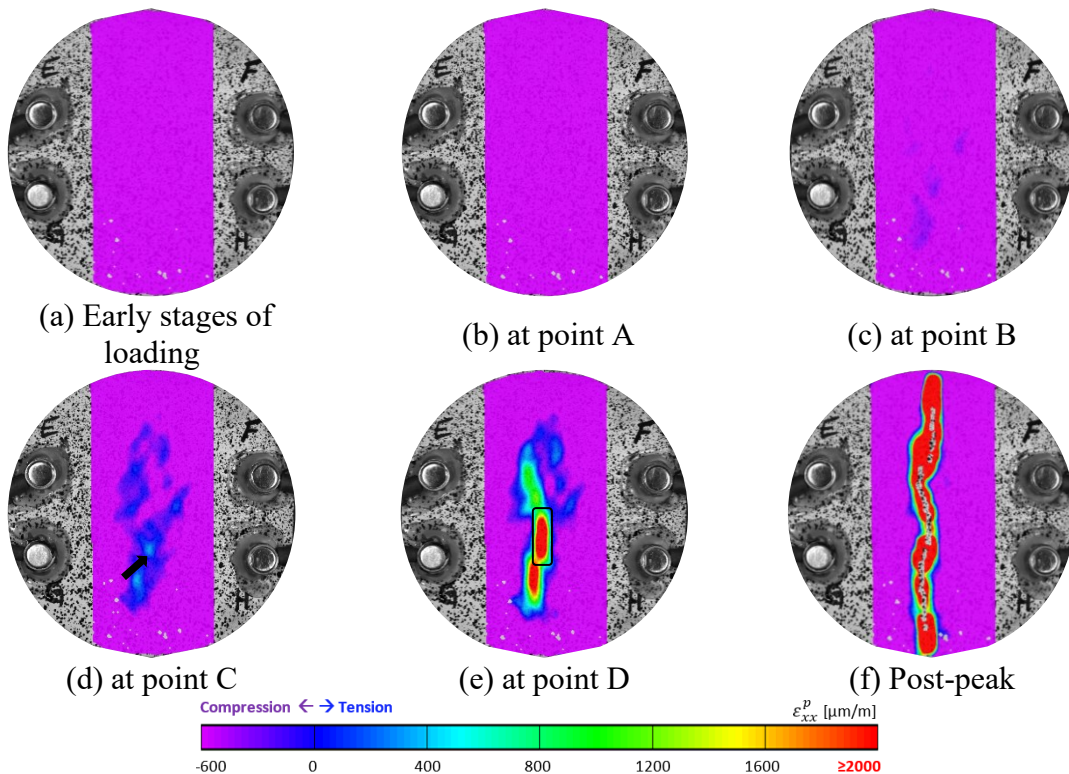 E F
G H
E F
G H
E F
G H
(a) Early stages of
loading
(b) at point A
(c) at point B
E F
G H
E F
G H
E F
G H
(d) at point C
(e) at point D
(f) Post-peak
Compression ← → Tension
ε_xx^p [μm/m]
-600 0 400 800 1200 1600 ≥2000